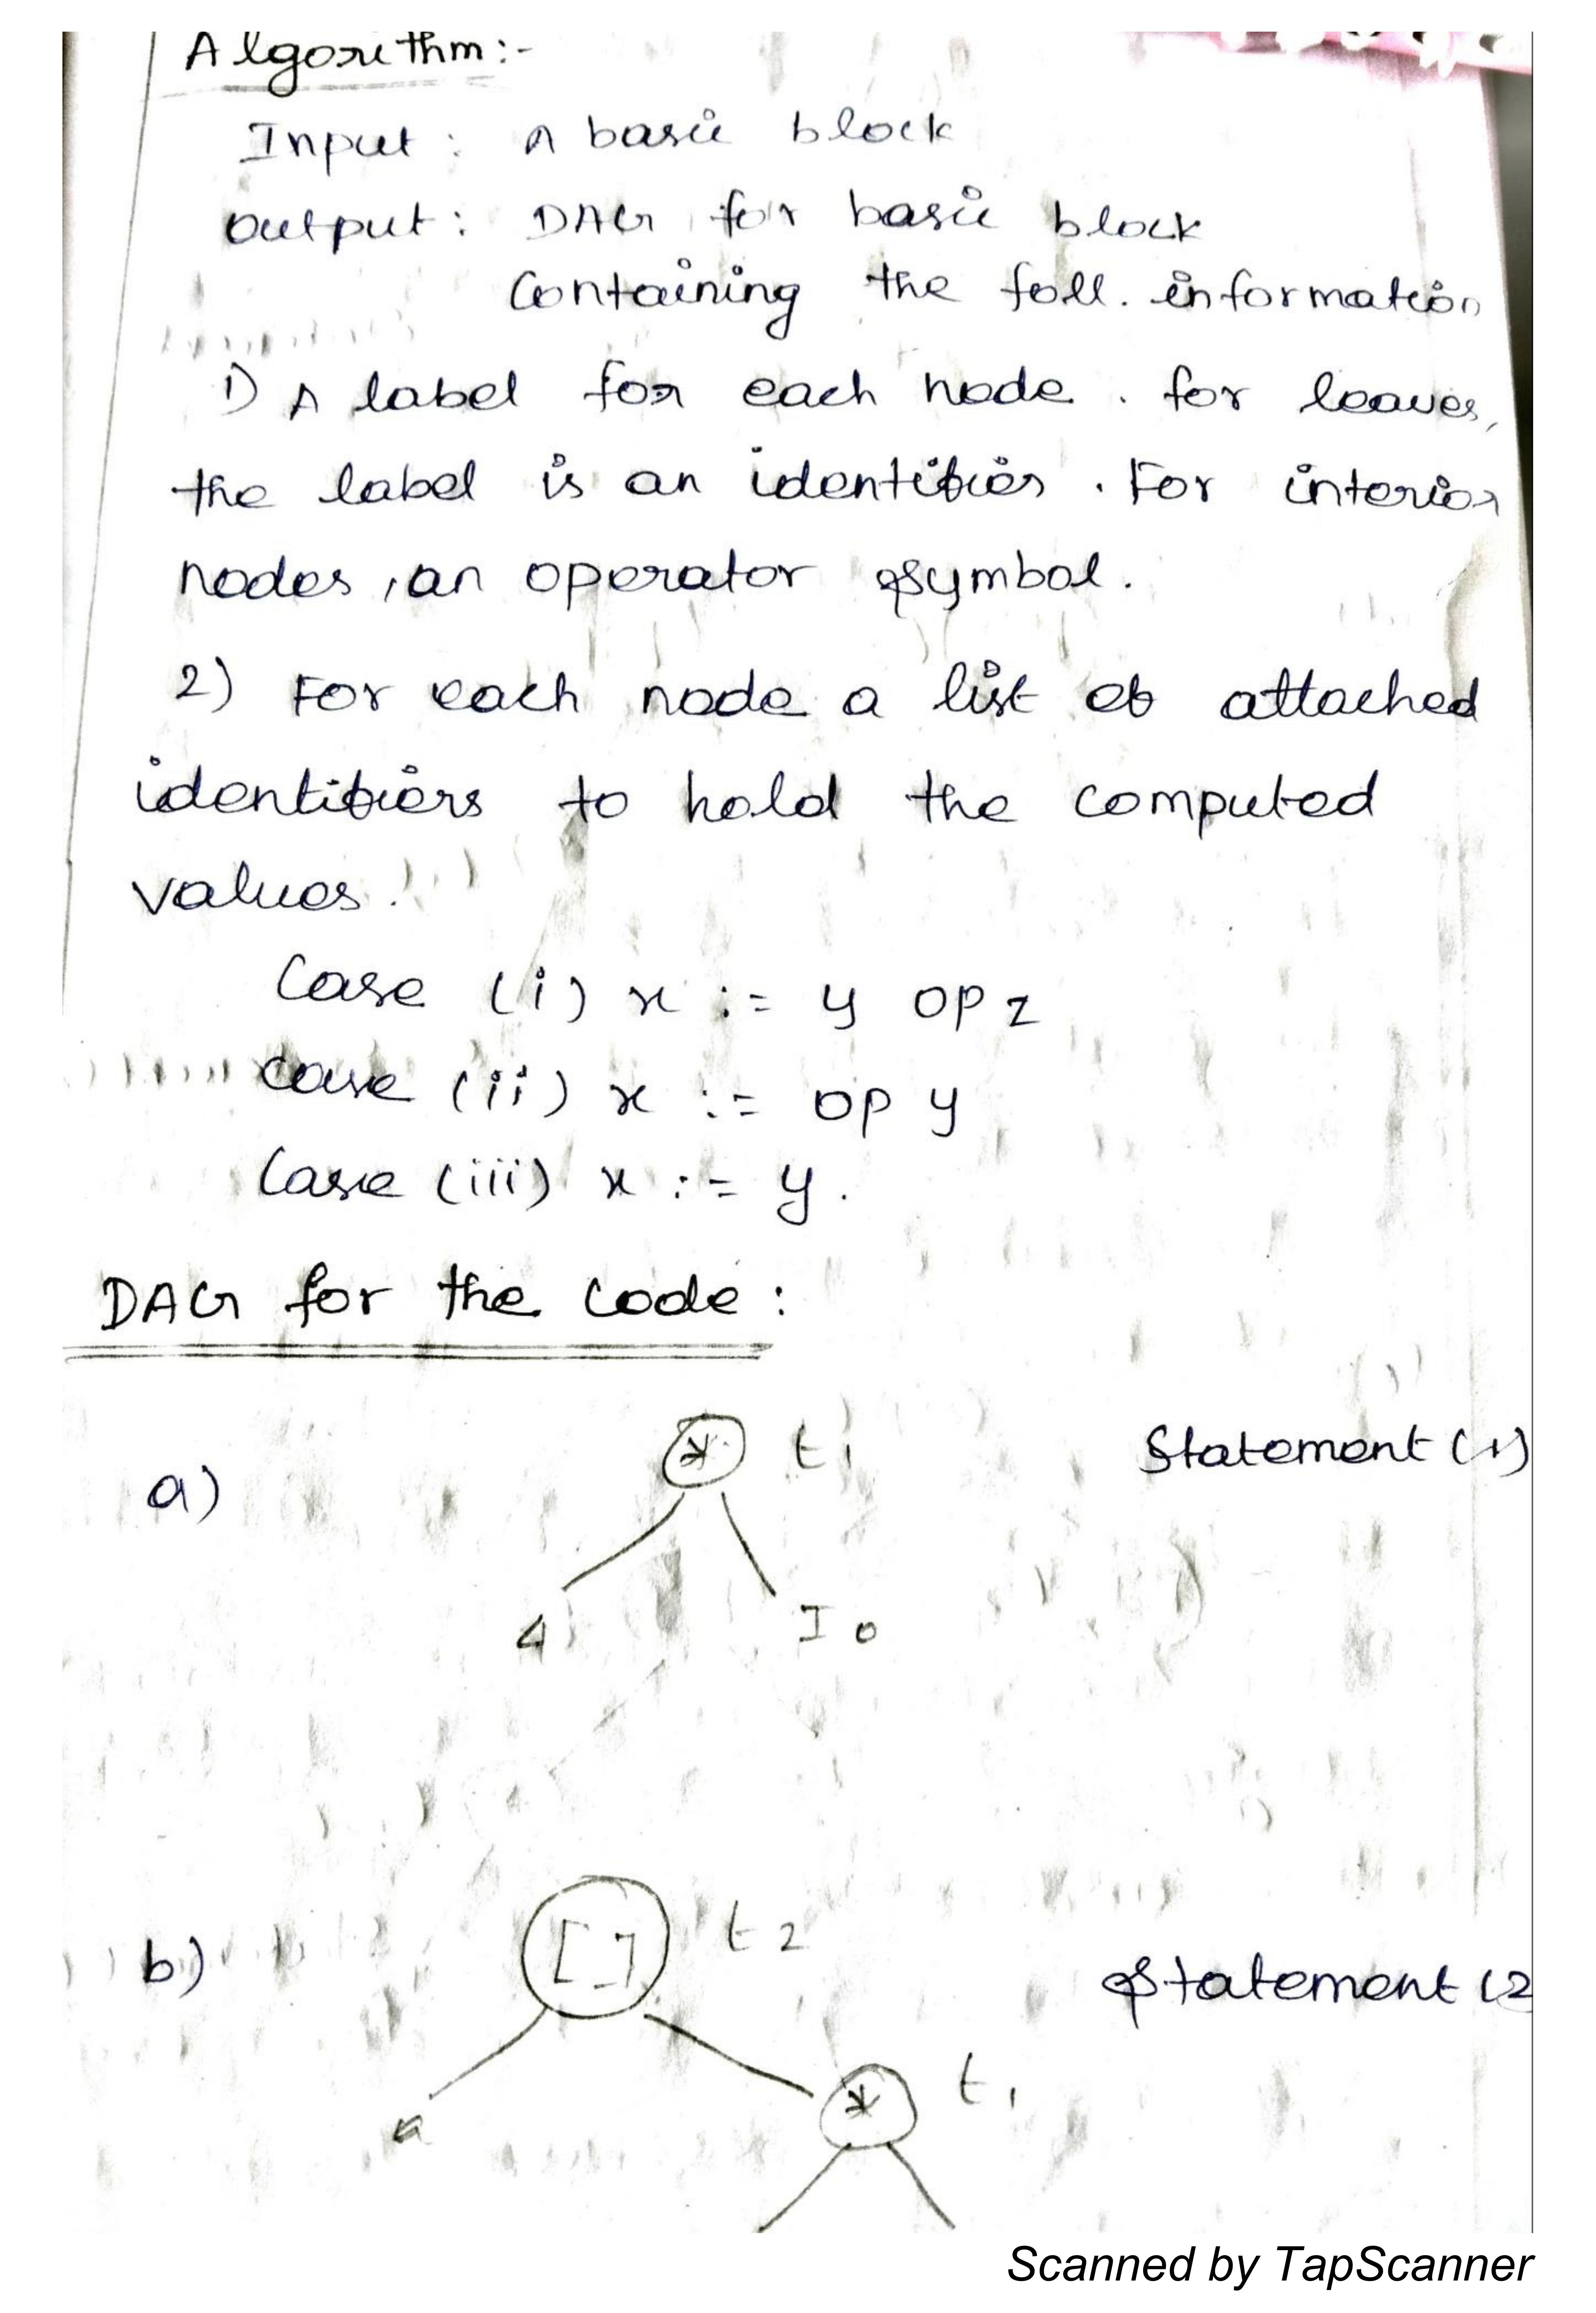 Algorithm:-
Input : A basic block
Output : DAG for basic block
Containing the foll. information
1) A label for each node. for leaves,
the label is an identifier. For interior
nodes, an operator symbol.
2) For each node a list of attached
identifiers to hold the computed
values.
Case (i) x := y OP z
Case (ii) x := OP y
Case (iii) x := y.
DAG for the code :
a) * t1 Statement (1)
4 I0
b) [ ] t2 Statement (2
a * t1
Scanned by TapScanner